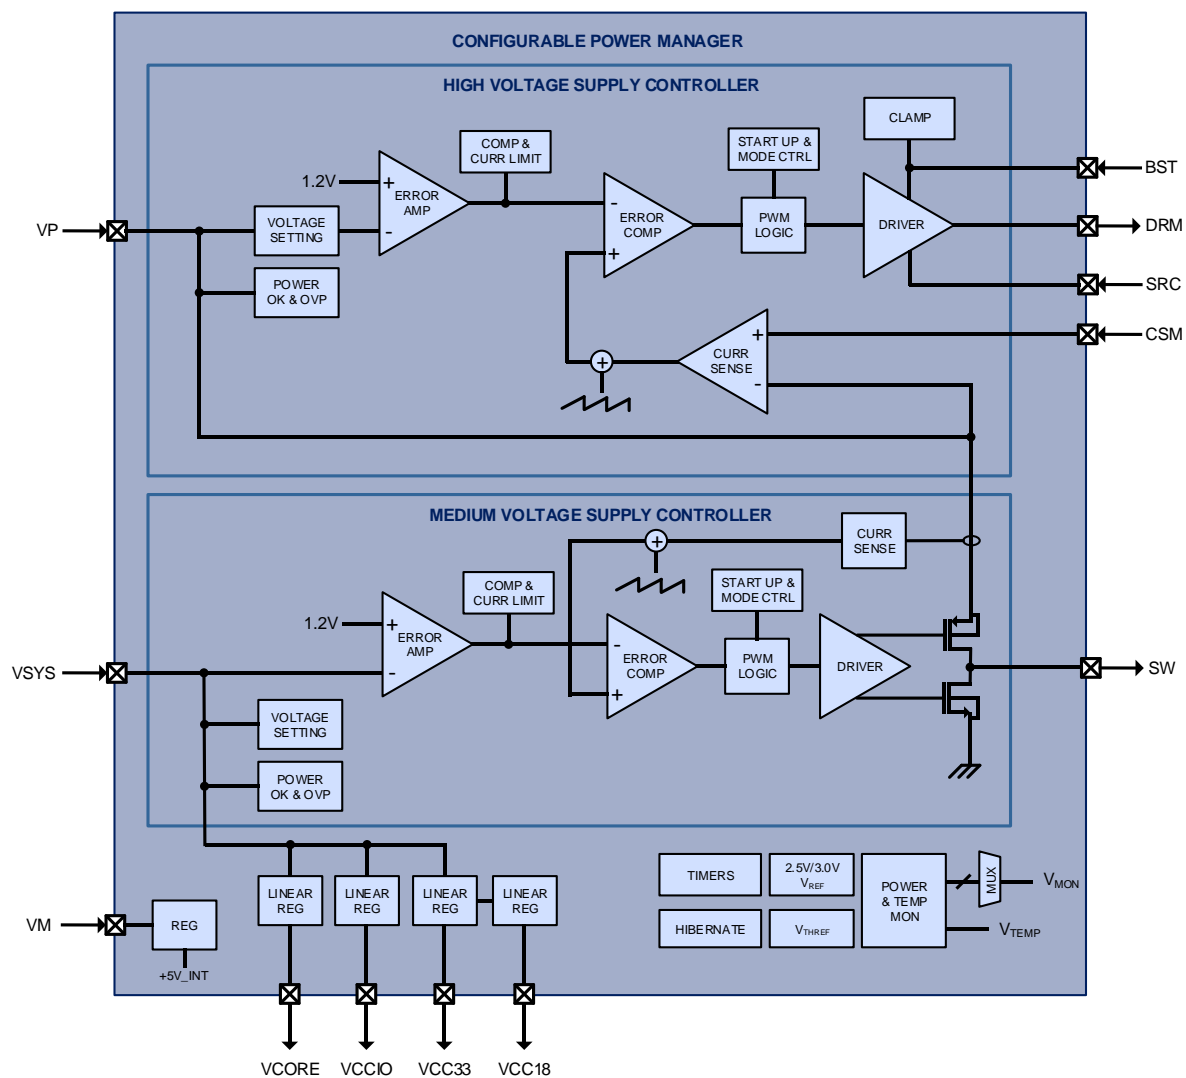 CONFIGURABLE POWER MANAGER
HIGH VOLTAGE SUPPLY CONTROLLER
CLAMP
COMP &
CURR LIMIT
START UP &
MODE CTRL
BST
1.2V
+
ERROR
AMP
-
VOLTAGE
SETTING
-
ERROR
COMP
+
PWM
LOGIC
DRIVER
VP
DRM
POWER
OK & OVP
SRC
CSM
+
CURR
SENSE
-
+
MEDIUM VOLTAGE SUPPLY CONTROLLER
+
CURR
SENSE
COMP &
CURR LIMIT
START UP &
MODE CTRL
1.2V
+
ERROR
AMP
-
-
ERROR
COMP
+
PWM
LOGIC
DRIVER
VSYS
SW
VOLTAGE
SETTING
POWER
OK & OVP
LINEAR
REG
LINEAR
REG
LINEAR
REG
LINEAR
REG
TIMERS
2.5V/3.0V
VREF
POWER
& TEMP
MON
MUX
VMON
HIBERNATE
VTHREF
VTEMP
VM
REG
+5V_INT
VCORE
VCCIO
VCC33
VCC18